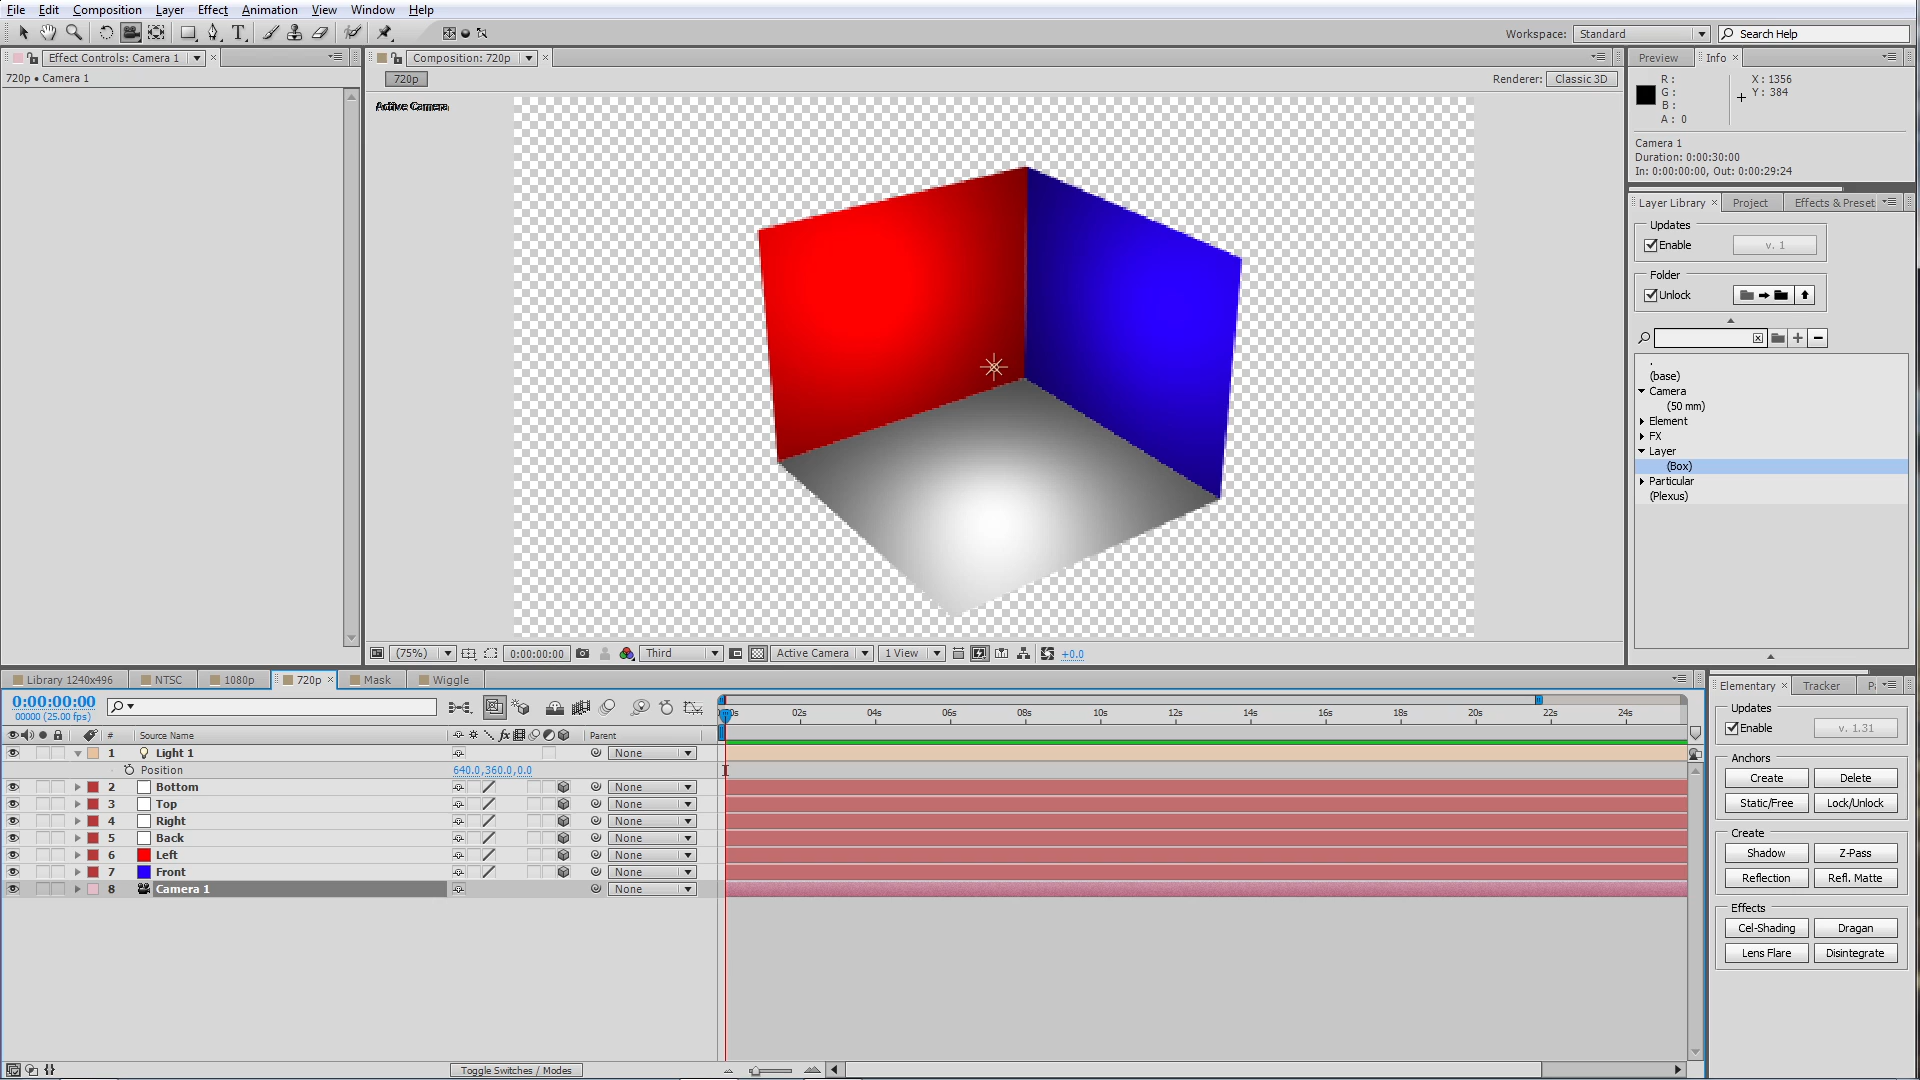 File Edit Composition Layer Effect Animation View Window Help
Workspace: Standard Search Help
Effect Controls: Camera 1
720p • Camera 1
Composition: 720p
720p
Renderer: Classic 3D
Active Camera
Preview Info
R :
G :
B :
A : 0
X : 1356
Y : 384
Camera 1
Duration: 0:00:30:00
In: 0:00:00:00, Out: 0:00:29:24
Layer Library Project Effects & Preset
Updates
Enable v. 1
Folder
Unlock
.
(base)
Camera
(50 mm)
Element
FX
Layer
(Box)
Particular
(Plexus)
(75%) 0:00:00:00 Third Active Camera 1 View +0.0
Library 1240x496 NTSC 1080p 720p Mask Wiggle
0:00:00:00
00000 (25.00 fps)
02s 04s 06s 08s 10s 12s 14s 16s 18s 20s 22s 24s
# Source Name fx Parent
1 Light 1 None
Position 640.0,360.0,0.0
2 Bottom None
3 Top None
4 Right None
5 Back None
6 Left None
7 Front None
8 Camera 1 None
Toggle Switches / Modes
Elementary Tracker
Updates
Enable v. 1.31
Anchors
Create Delete
Static/Free Lock/Unlock
Create
Shadow Z-Pass
Reflection Refl. Matte
Effects
Cel-Shading Dragan
Lens Flare Disintegrate